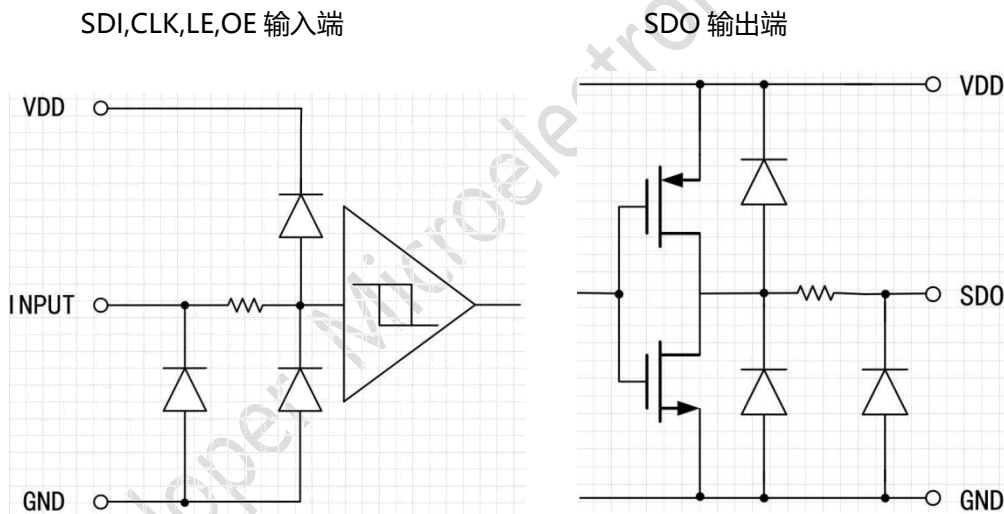 SDI,CLK,LE,OE 输入端
SDO 输出端
VDD
INPUT
GND
VDD
SDO
GND